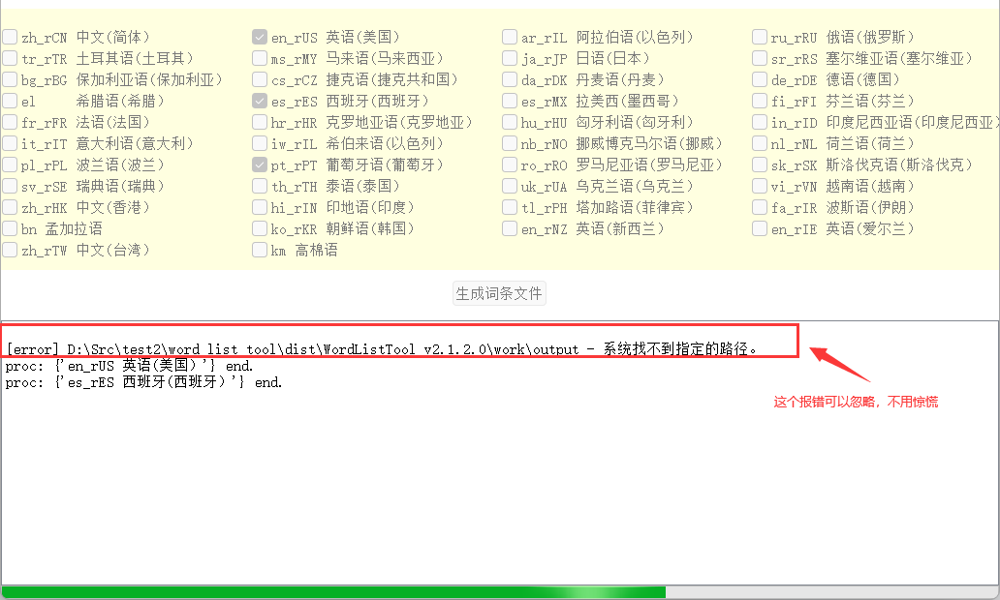 zh_rCN 中文(简体) en_rUS 英语(美国) ar_rIL 阿拉伯语(以色列) ru_rRU 俄语(俄罗斯)
tr_rTR 土耳其语(土耳其) ms_rMY 马来语(马来西亚) ja_rJP 日语(日本) sr_rRS 塞尔维亚语(塞尔维亚)
bg_rBG 保加利亚语(保加利亚) cs_rCZ 捷克语(捷克共和国) da_rDK 丹麦语(丹麦) de_rDE 德语(德国)
el 希腊语(希腊) es_rES 西班牙(西班牙) es_rMX 拉美西(墨西哥) fi_rFI 芬兰语(芬兰)
fr_rFR 法语(法国) hr_rHR 克罗地亚语(克罗地亚) hu_rHU 匈牙利语(匈牙利) in_rID 印度尼西亚语(印度尼西亚)
it_rIT 意大利语(意大利) iw_rIL 希伯来语(以色列) nb_rNO 挪威博克马尔语(挪威) nl_rNL 荷兰语(荷兰)
pl_rPL 波兰语(波兰) pt_rPT 葡萄牙语(葡萄牙) ro_rRO 罗马尼亚语(罗马尼亚) sk_rSK 斯洛伐克语(斯洛伐克)
sv_rSE 瑞典语(瑞典) th_rTH 泰语(泰国) uk_rUA 乌克兰语(乌克兰) vi_rVN 越南语(越南)
zh_rHK 中文(香港) hi_rIN 印地语(印度) tl_rPH 塔加路语(菲律宾) fa_rIR 波斯语(伊朗)
bn 孟加拉语 ko_rKR 朝鲜语(韩国) en_rNZ 英语(新西兰) en_rIE 英语(爱尔兰)
zh_rTW 中文(台湾) km 高棉语
生成词条文件
[error] D:\Src\test2\word_list_tool\dist\WordListTool_v2.1.2.0\work\output - 系统找不到指定的路径。
proc: {'en_rUS 英语(美国)'} end.
proc: {'es_rES 西班牙(西班牙)'} end.
这个报错可以忽略，不用惊慌